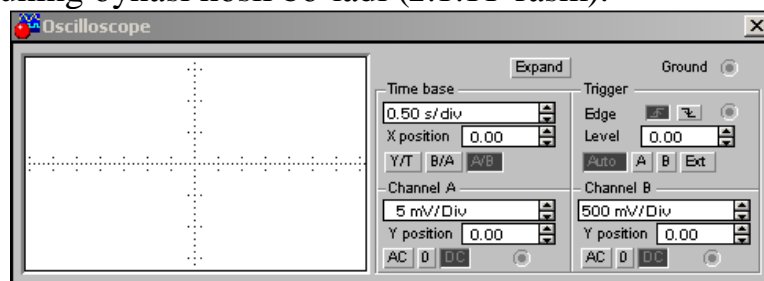 Oscilloscope
Expand Ground
Time base
0.50 s/div
X position 0.00
Y/T B/A A/B
Trigger
Edge
Level 0.00
Auto A B Ext
Channel A
5 mV/Div
Y position 0.00
AC 0 DC
Channel B
500 mV/Div
Y position 0.00
AC 0 DC